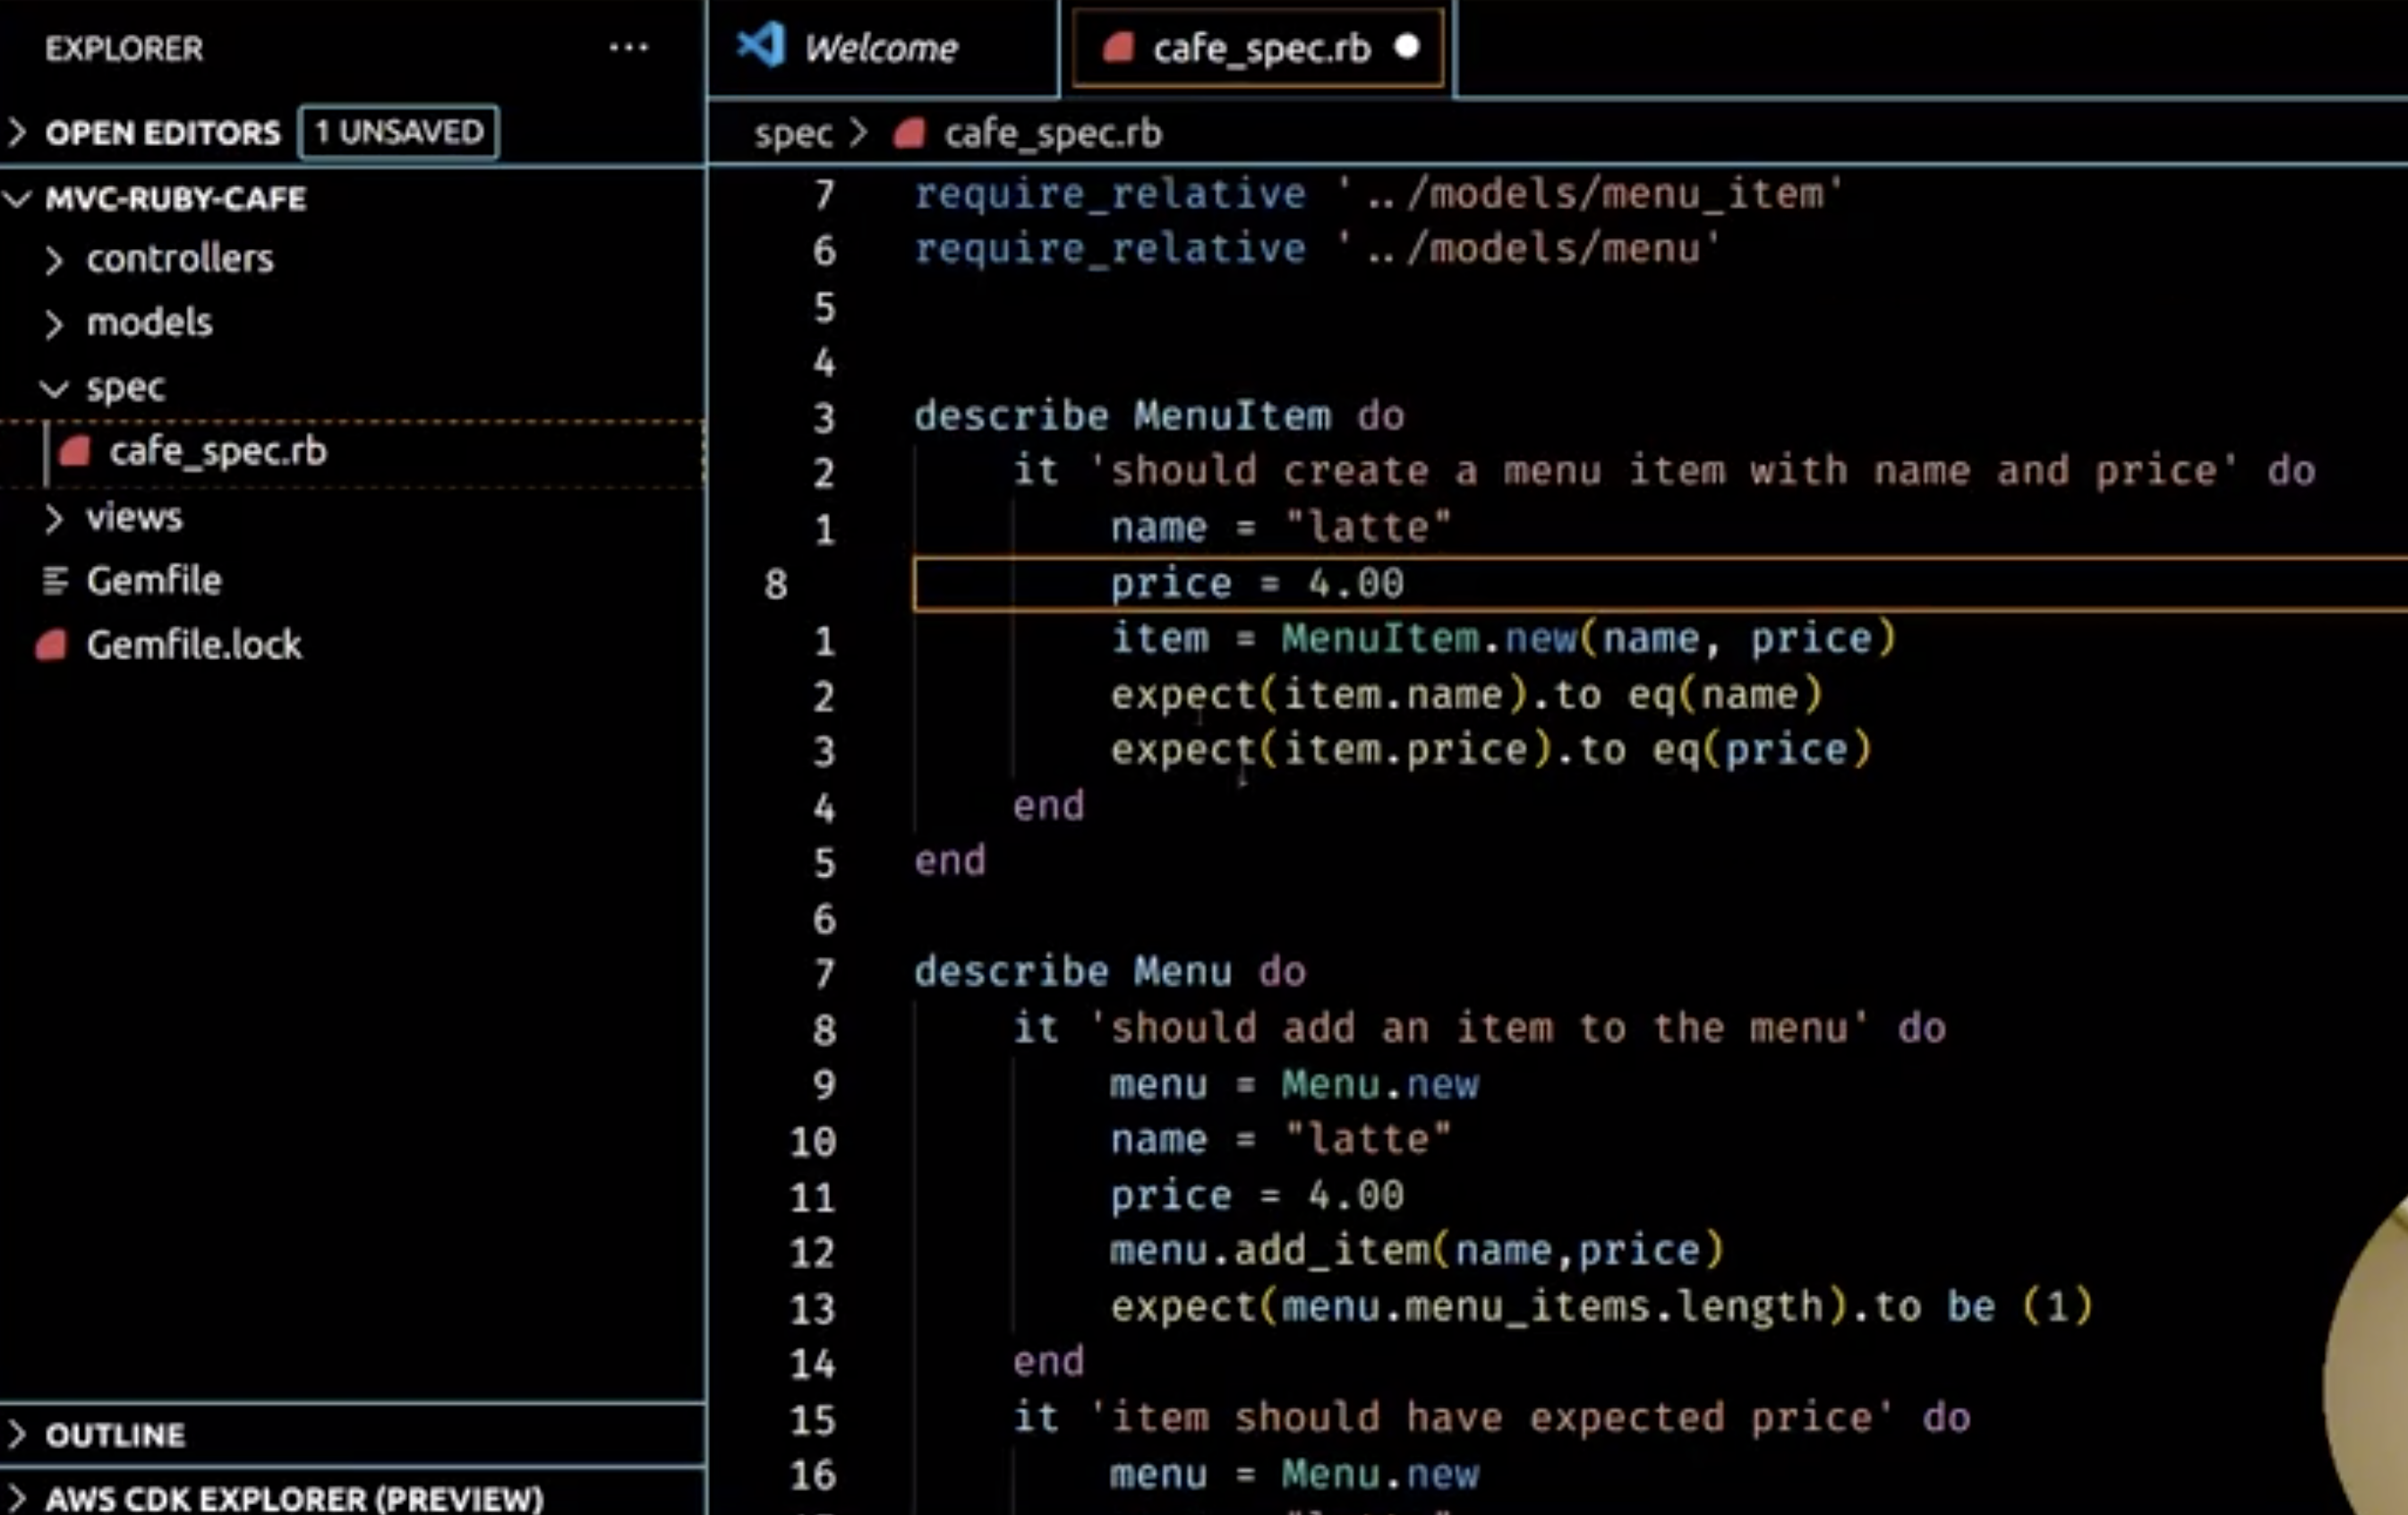 EXPLORER
OPEN EDITORS 1 UNSAVED
MVC-RUBY-CAFE
controllers
models
spec
cafe_spec.rb
views
Gemfile
Gemfile.lock
OUTLINE
AWS CDK EXPLORER (PREVIEW)
Welcome cafe_spec.rb
spec > cafe_spec.rb
7 require_relative '../models/menu_item'
6 require_relative '../models/menu'
5
4
3 describe MenuItem do
2 it 'should create a menu item with name and price' do
1 name = "latte"
8 price = 4.00
1 item = MenuItem.new(name, price)
2 expect(item.name).to eq(name)
3 expect(item.price).to eq(price)
4 end
5 end
6
7 describe Menu do
8 it 'should add an item to the menu' do
9 menu = Menu.new
10 name = "latte"
11 price = 4.00
12 menu.add_item(name,price)
13 expect(menu.menu_items.length).to be (1)
14 end
15 it 'item should have expected price' do
16 menu = Menu.new